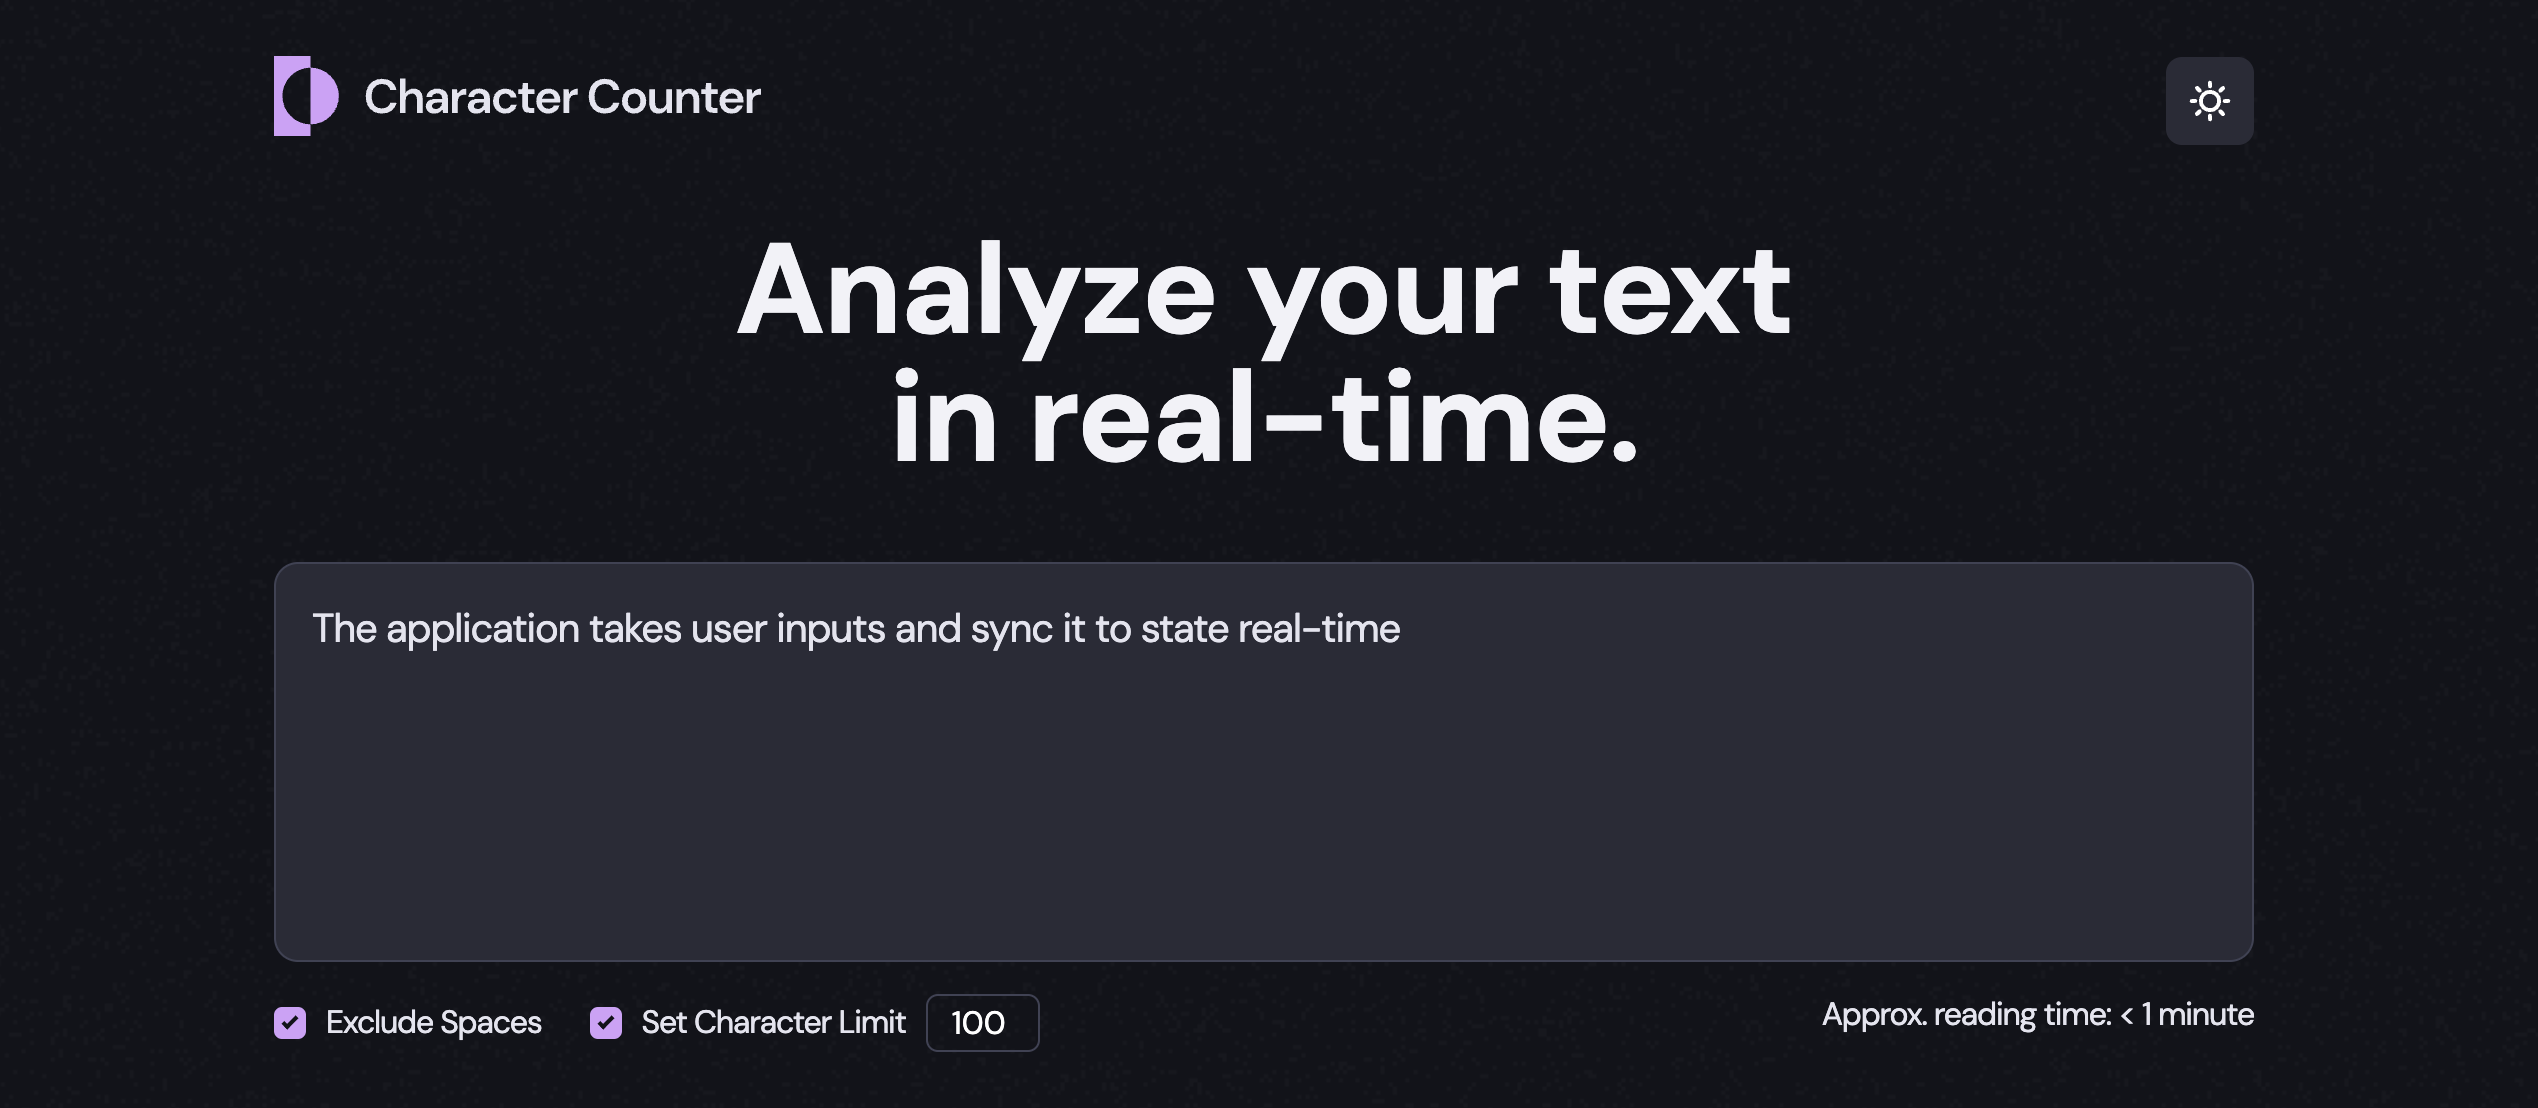 Character Counter
Analyze your text
in real-time.
The application takes user inputs and sync it to state real-time
Exclude Spaces
Set Character Limit 100
Approx. reading time: < 1 minute